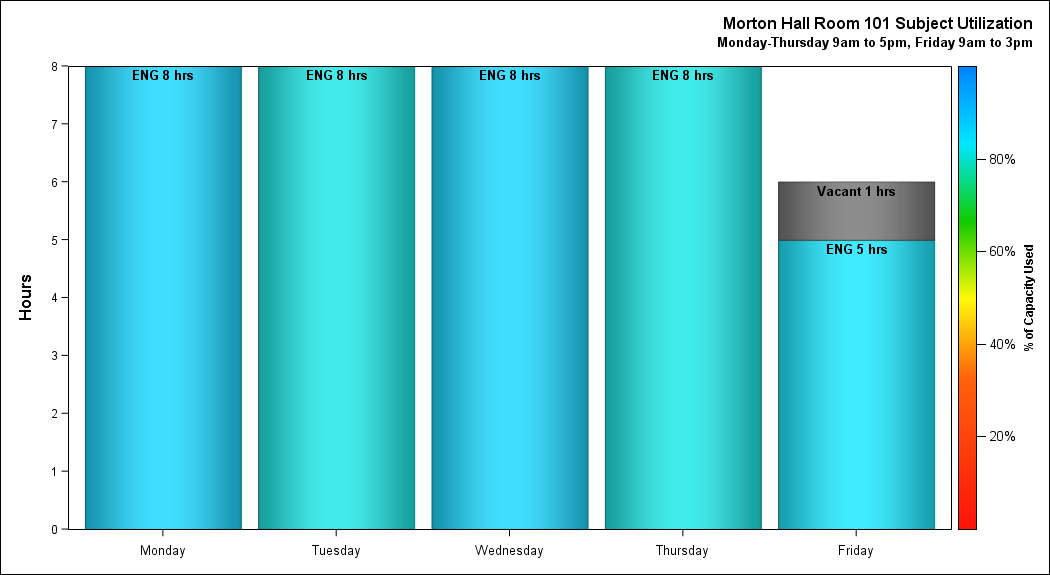 Morton Hall Room 101 Subject Utilization
Monday-Thursday 9am to 5pm, Friday 9am to 3pm
Hours
8
7
6
5
4
3
2
1
0
ENG 8 hrs
ENG 8 hrs
ENG 8 hrs
ENG 8 hrs
Vacant 1 hrs
ENG 5 hrs
Monday
Tuesday
Wednesday
Thursday
Friday
80%
60%
40%
20%
% of Capacity Used